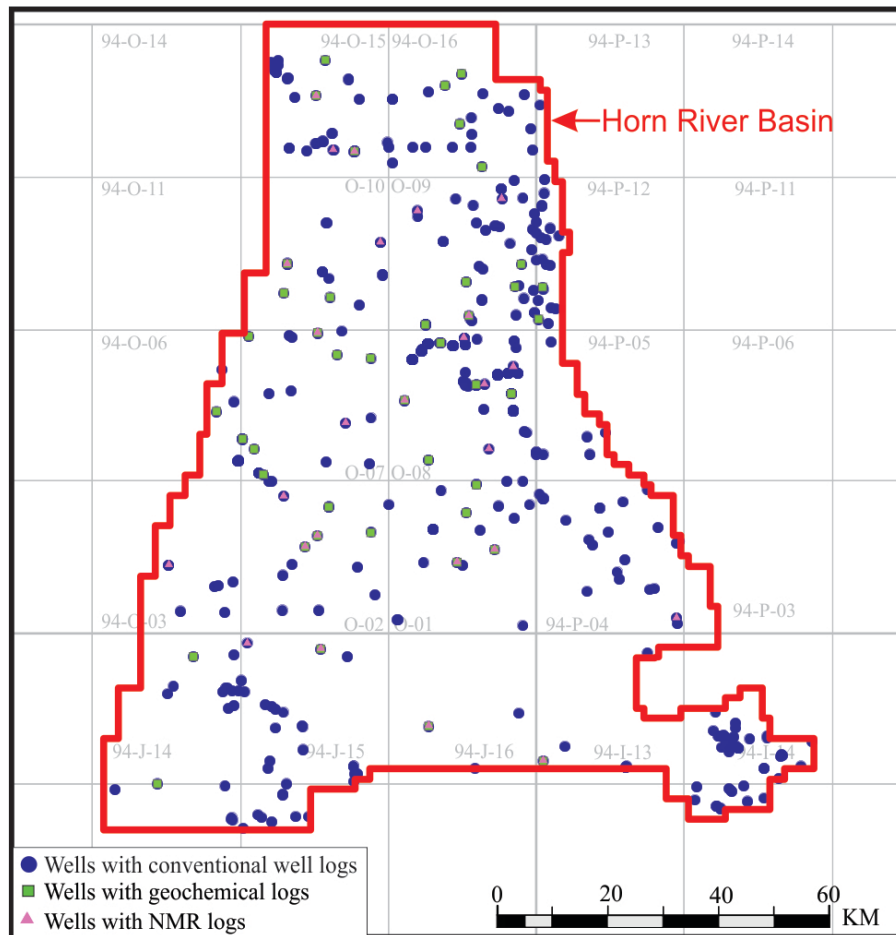 94-O-14 94-O-15 94-O-16 94-P-13 94-P-14
Horn River Basin
94-O-11 O-10 O-09 94-P-12 94-P-11
94-O-06 94-P-05 94-P-06
O-07 O-08
94-O-03 O-02 O-01 94-P-04 94-P-03
94-J-14 94-J-15 94-J-16 94-I-13 94-I-14
Wells with conventional well logs
Wells with geochemical logs
Wells with NMR logs
0 20 40 60
KM